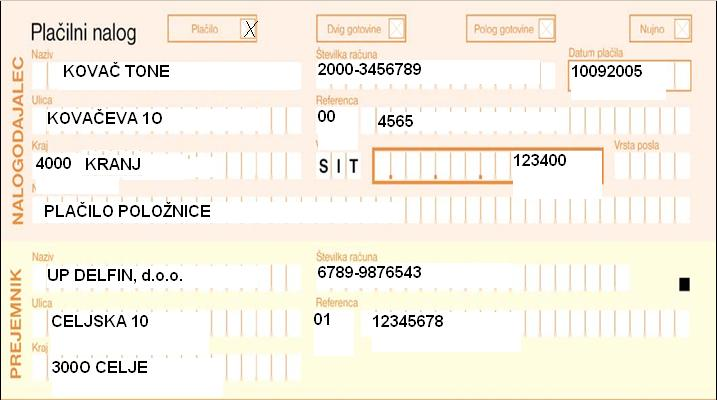 Plačilni nalog
Plačilo X
Dvig gotovine
Polog gotovine
Nujno
NALOGODAJALEC
Naziv
KOVAČ TONE
Številka računa
2000-3456789
Datum plačila
10092005
Ulica
KOVAČEVA 1O
Referenca
00 4565
Kraj
4000 KRANJ
SIT
123400
Vrsta posla
PLAČILO POLOŽNICE
PREJEMNIK
Naziv
UP DELFIN, d.o.o.
Številka računa
6789-9876543
Ulica
CELJSKA 10
Referenca
01 12345678
Kraj
300O CELJE